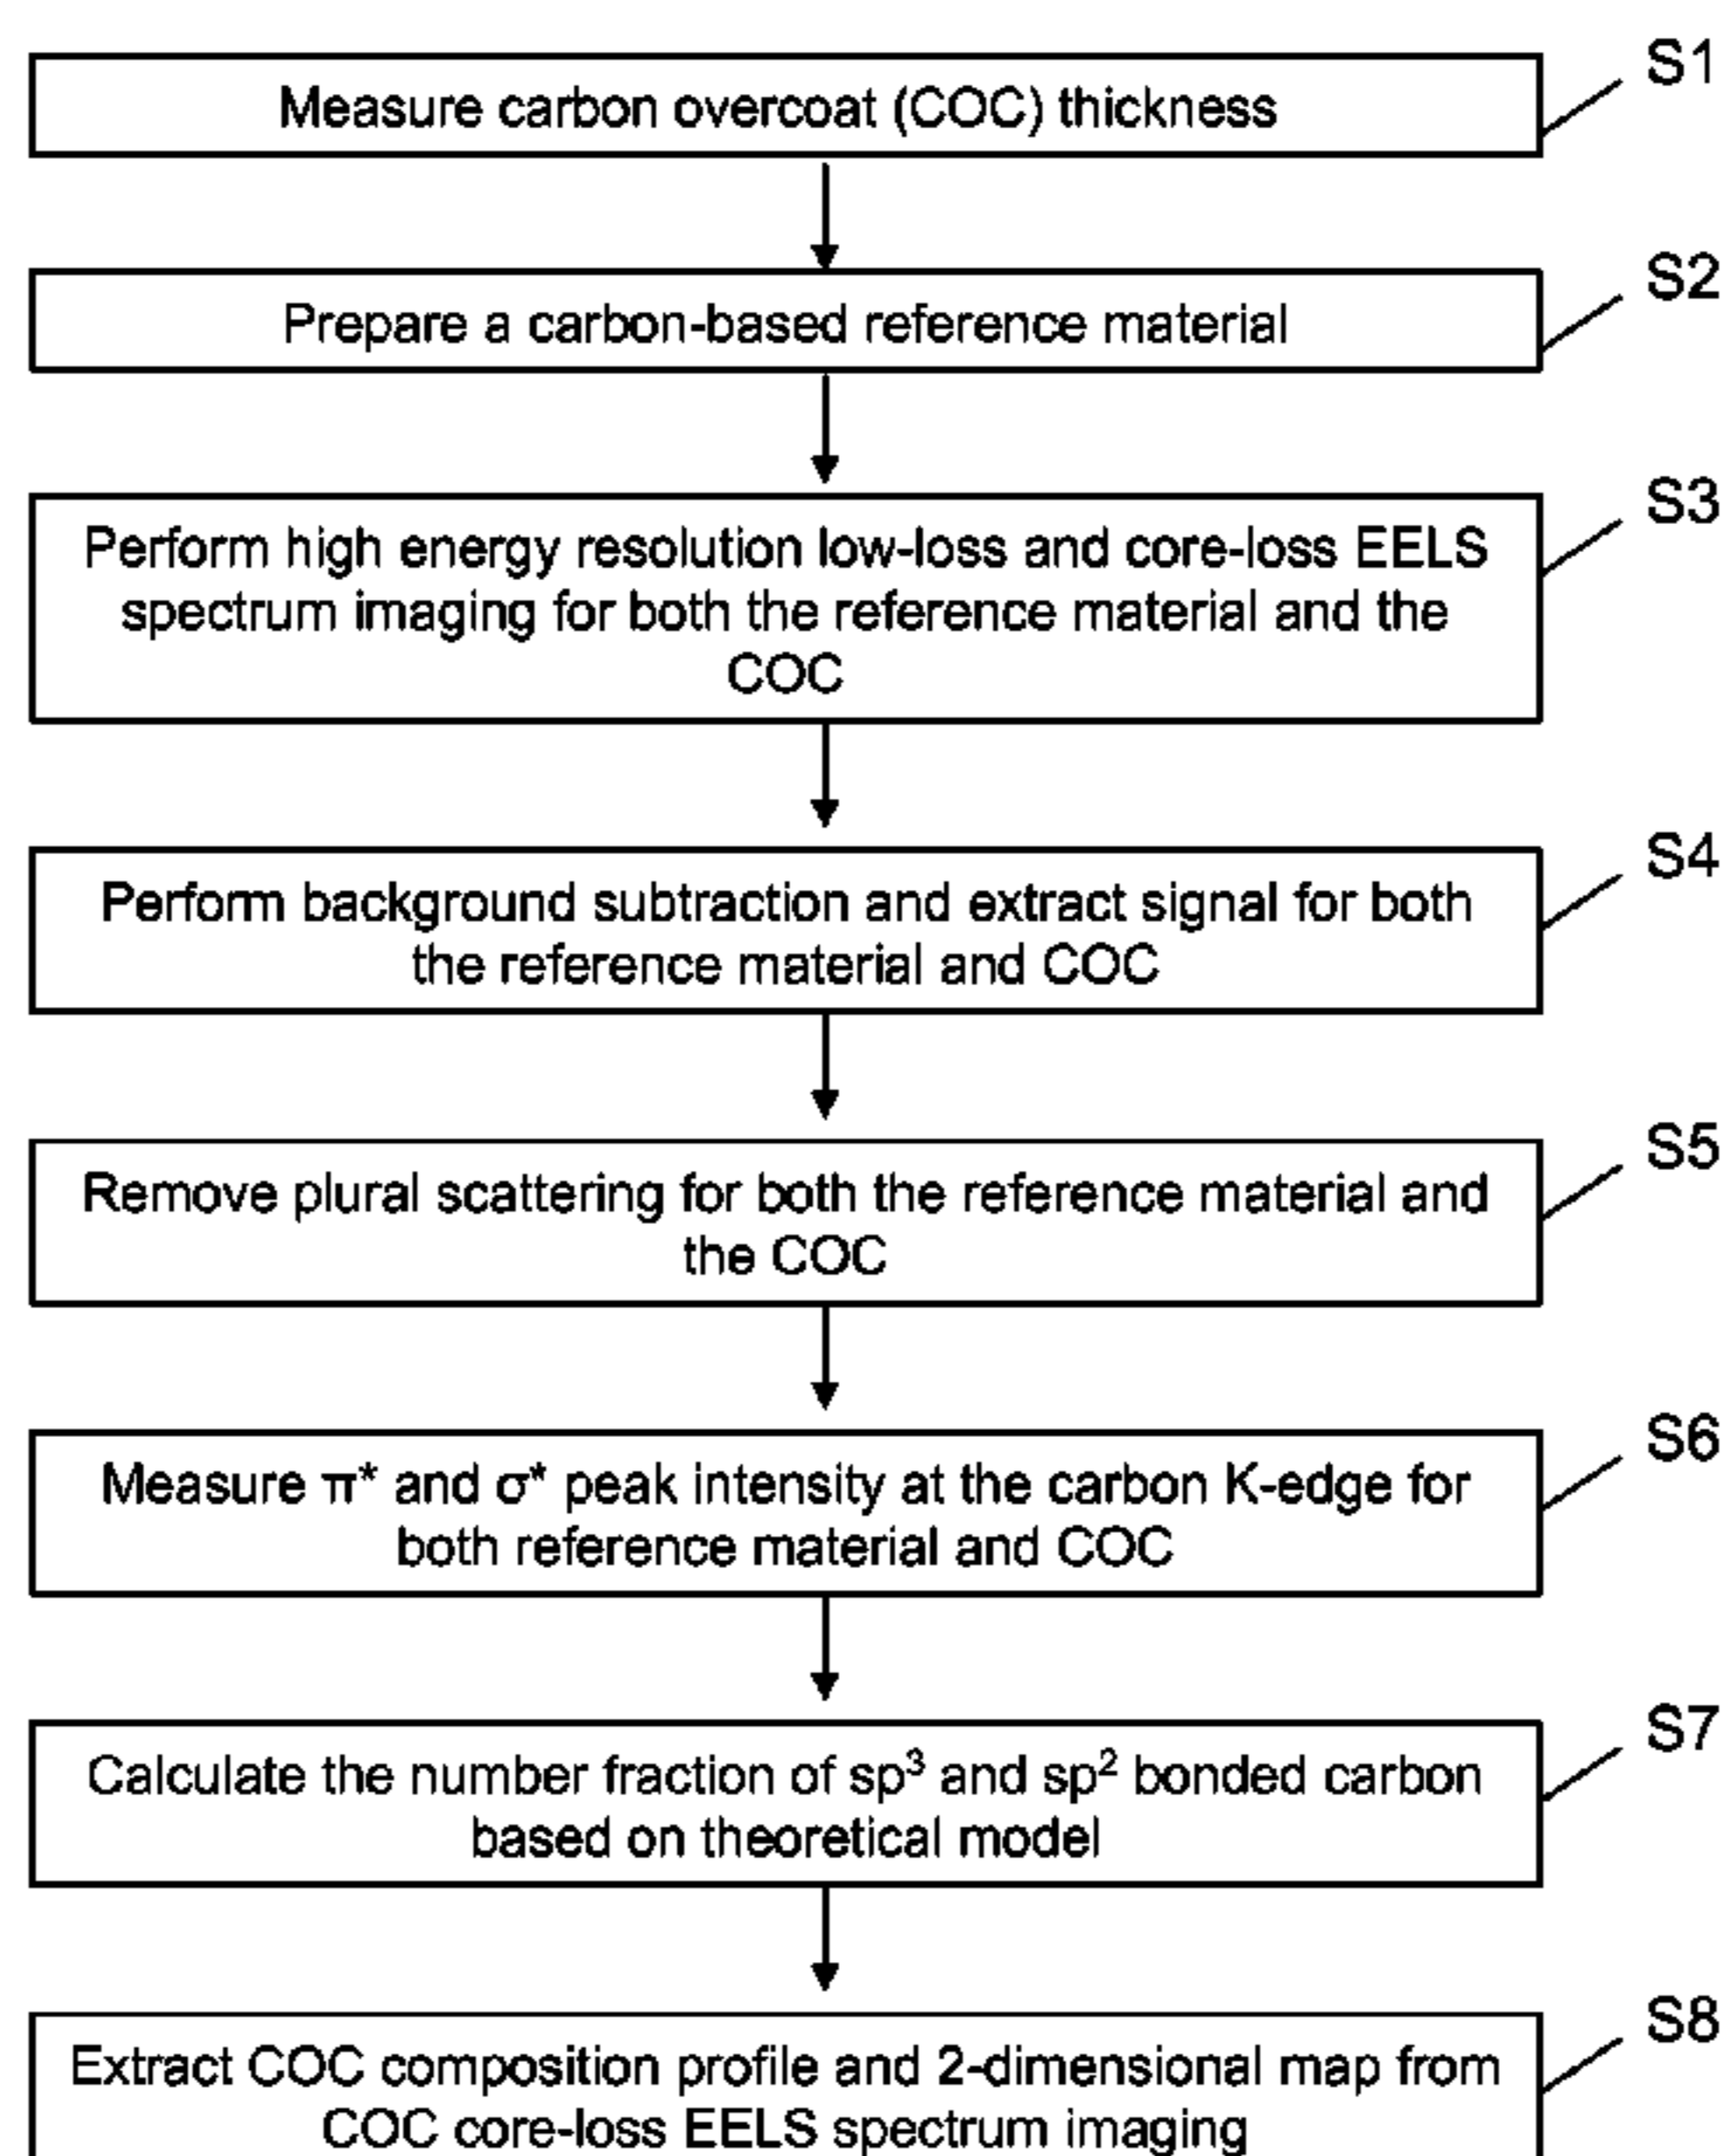 S1
Measure carbon overcoat (COC) thickness
S2
Prepare a carbon-based reference material
S3
Perform high energy resolution low-loss and core-loss EELS
spectrum imaging for both the reference material and the
COC
S4
Perform background subtraction and extract signal for both
the reference material and COC
S5
Remove plural scattering for both the reference material and
the COC
S6
Measure π* and σ* peak intensity at the carbon K-edge for
both reference material and COC
S7
Calculate the number fraction of sp³ and sp² bonded carbon
based on theoretical model
S8
Extract COC composition profile and 2-dimensional map from
COC core-loss EELS spectrum imaging